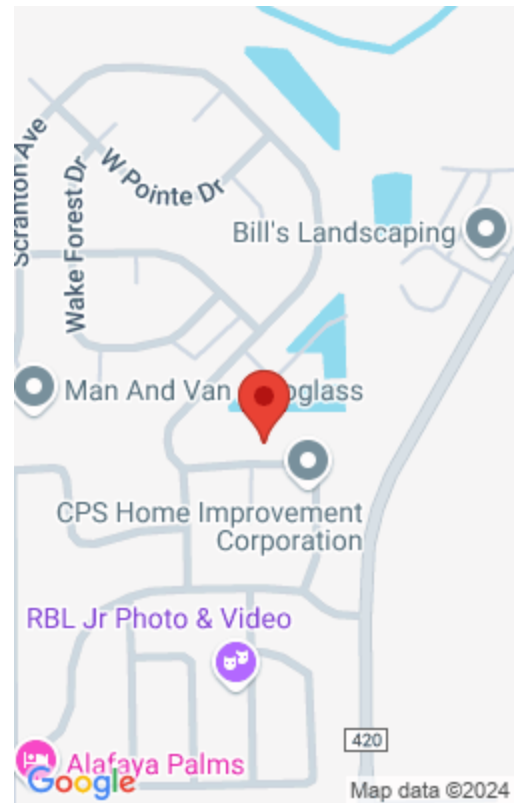 Scranton Ave
Wake Forest Dr
W Pointe Dr
Bill's Landscaping
Man And Van
oglass
CPS Home Improvement
Corporation
RBL Jr Photo & Video
420
Alafaya Palms
Google
Map data ©2024